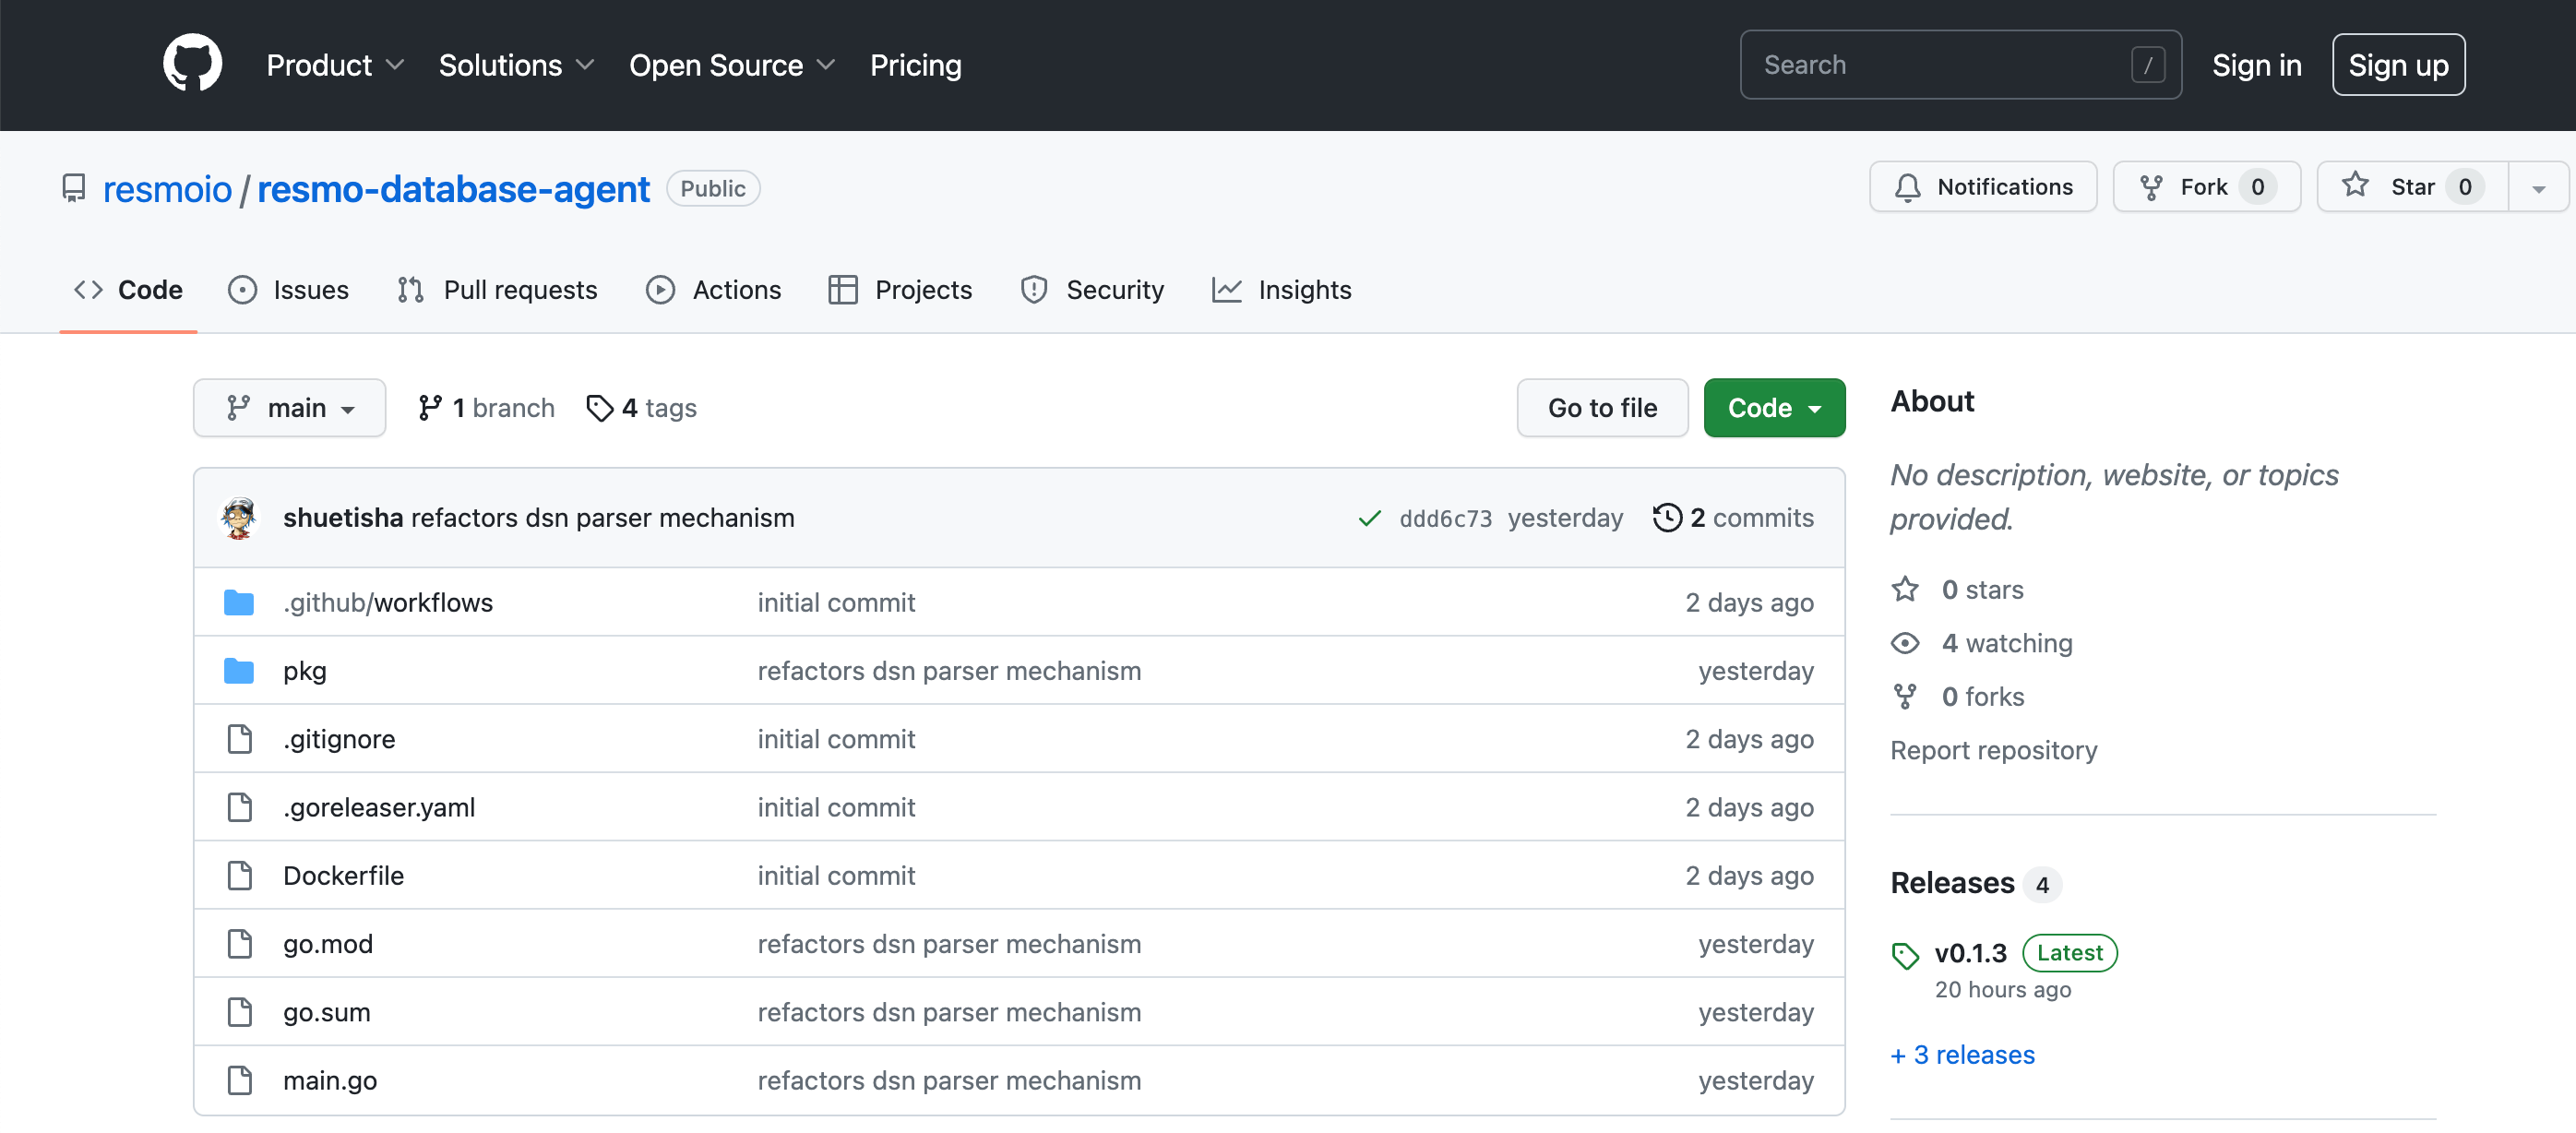 Product Solutions Open Source Pricing Search / Sign in Sign up
resmoio / resmo-database-agent Public Notifications Fork 0 Star 0
Code Issues Pull requests Actions Projects Security Insights
main 1 branch 4 tags Go to file Code
shuetisha refactors dsn parser mechanism ddd6c73 yesterday 2 commits
.github/workflows initial commit 2 days ago
pkg refactors dsn parser mechanism yesterday
.gitignore initial commit 2 days ago
.goreleaser.yaml initial commit 2 days ago
Dockerfile initial commit 2 days ago
go.mod refactors dsn parser mechanism yesterday
go.sum refactors dsn parser mechanism yesterday
main.go refactors dsn parser mechanism yesterday
About
No description, website, or topics
provided.
0 stars
4 watching
0 forks
Report repository
Releases 4
v0.1.3 Latest
20 hours ago
+ 3 releases